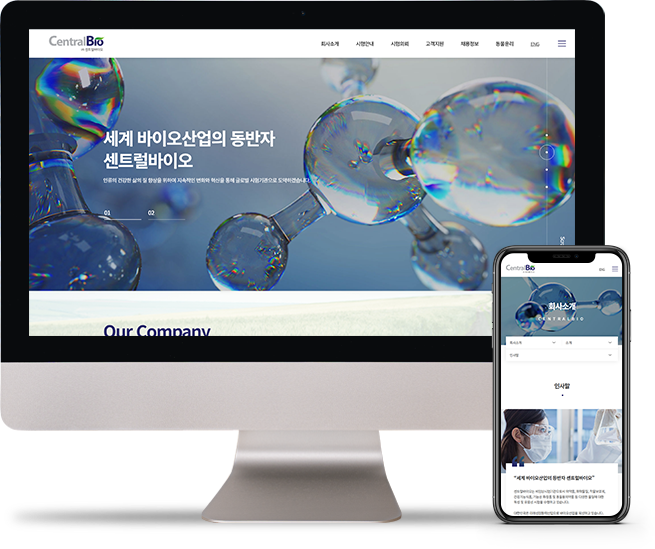 CentralBio
㈜센트럴바이오
회사소개 시험안내 시험의뢰 고객지원 채용정보 동물윤리 ENG
세계 바이오산업의 동반자
센트럴바이오
인류의 건강한 삶의 질 향상을 위하여 지속적인 변화와 혁신을 통해 글로벌 시험기관으로 도약하겠습니다.
01 02
Our Company
CentralBio
ENG
회사소개
CENTRALBIO
회사소개 소개
인사말
인사말
“세계 바이오산업의 동반자 센트럴바이오”